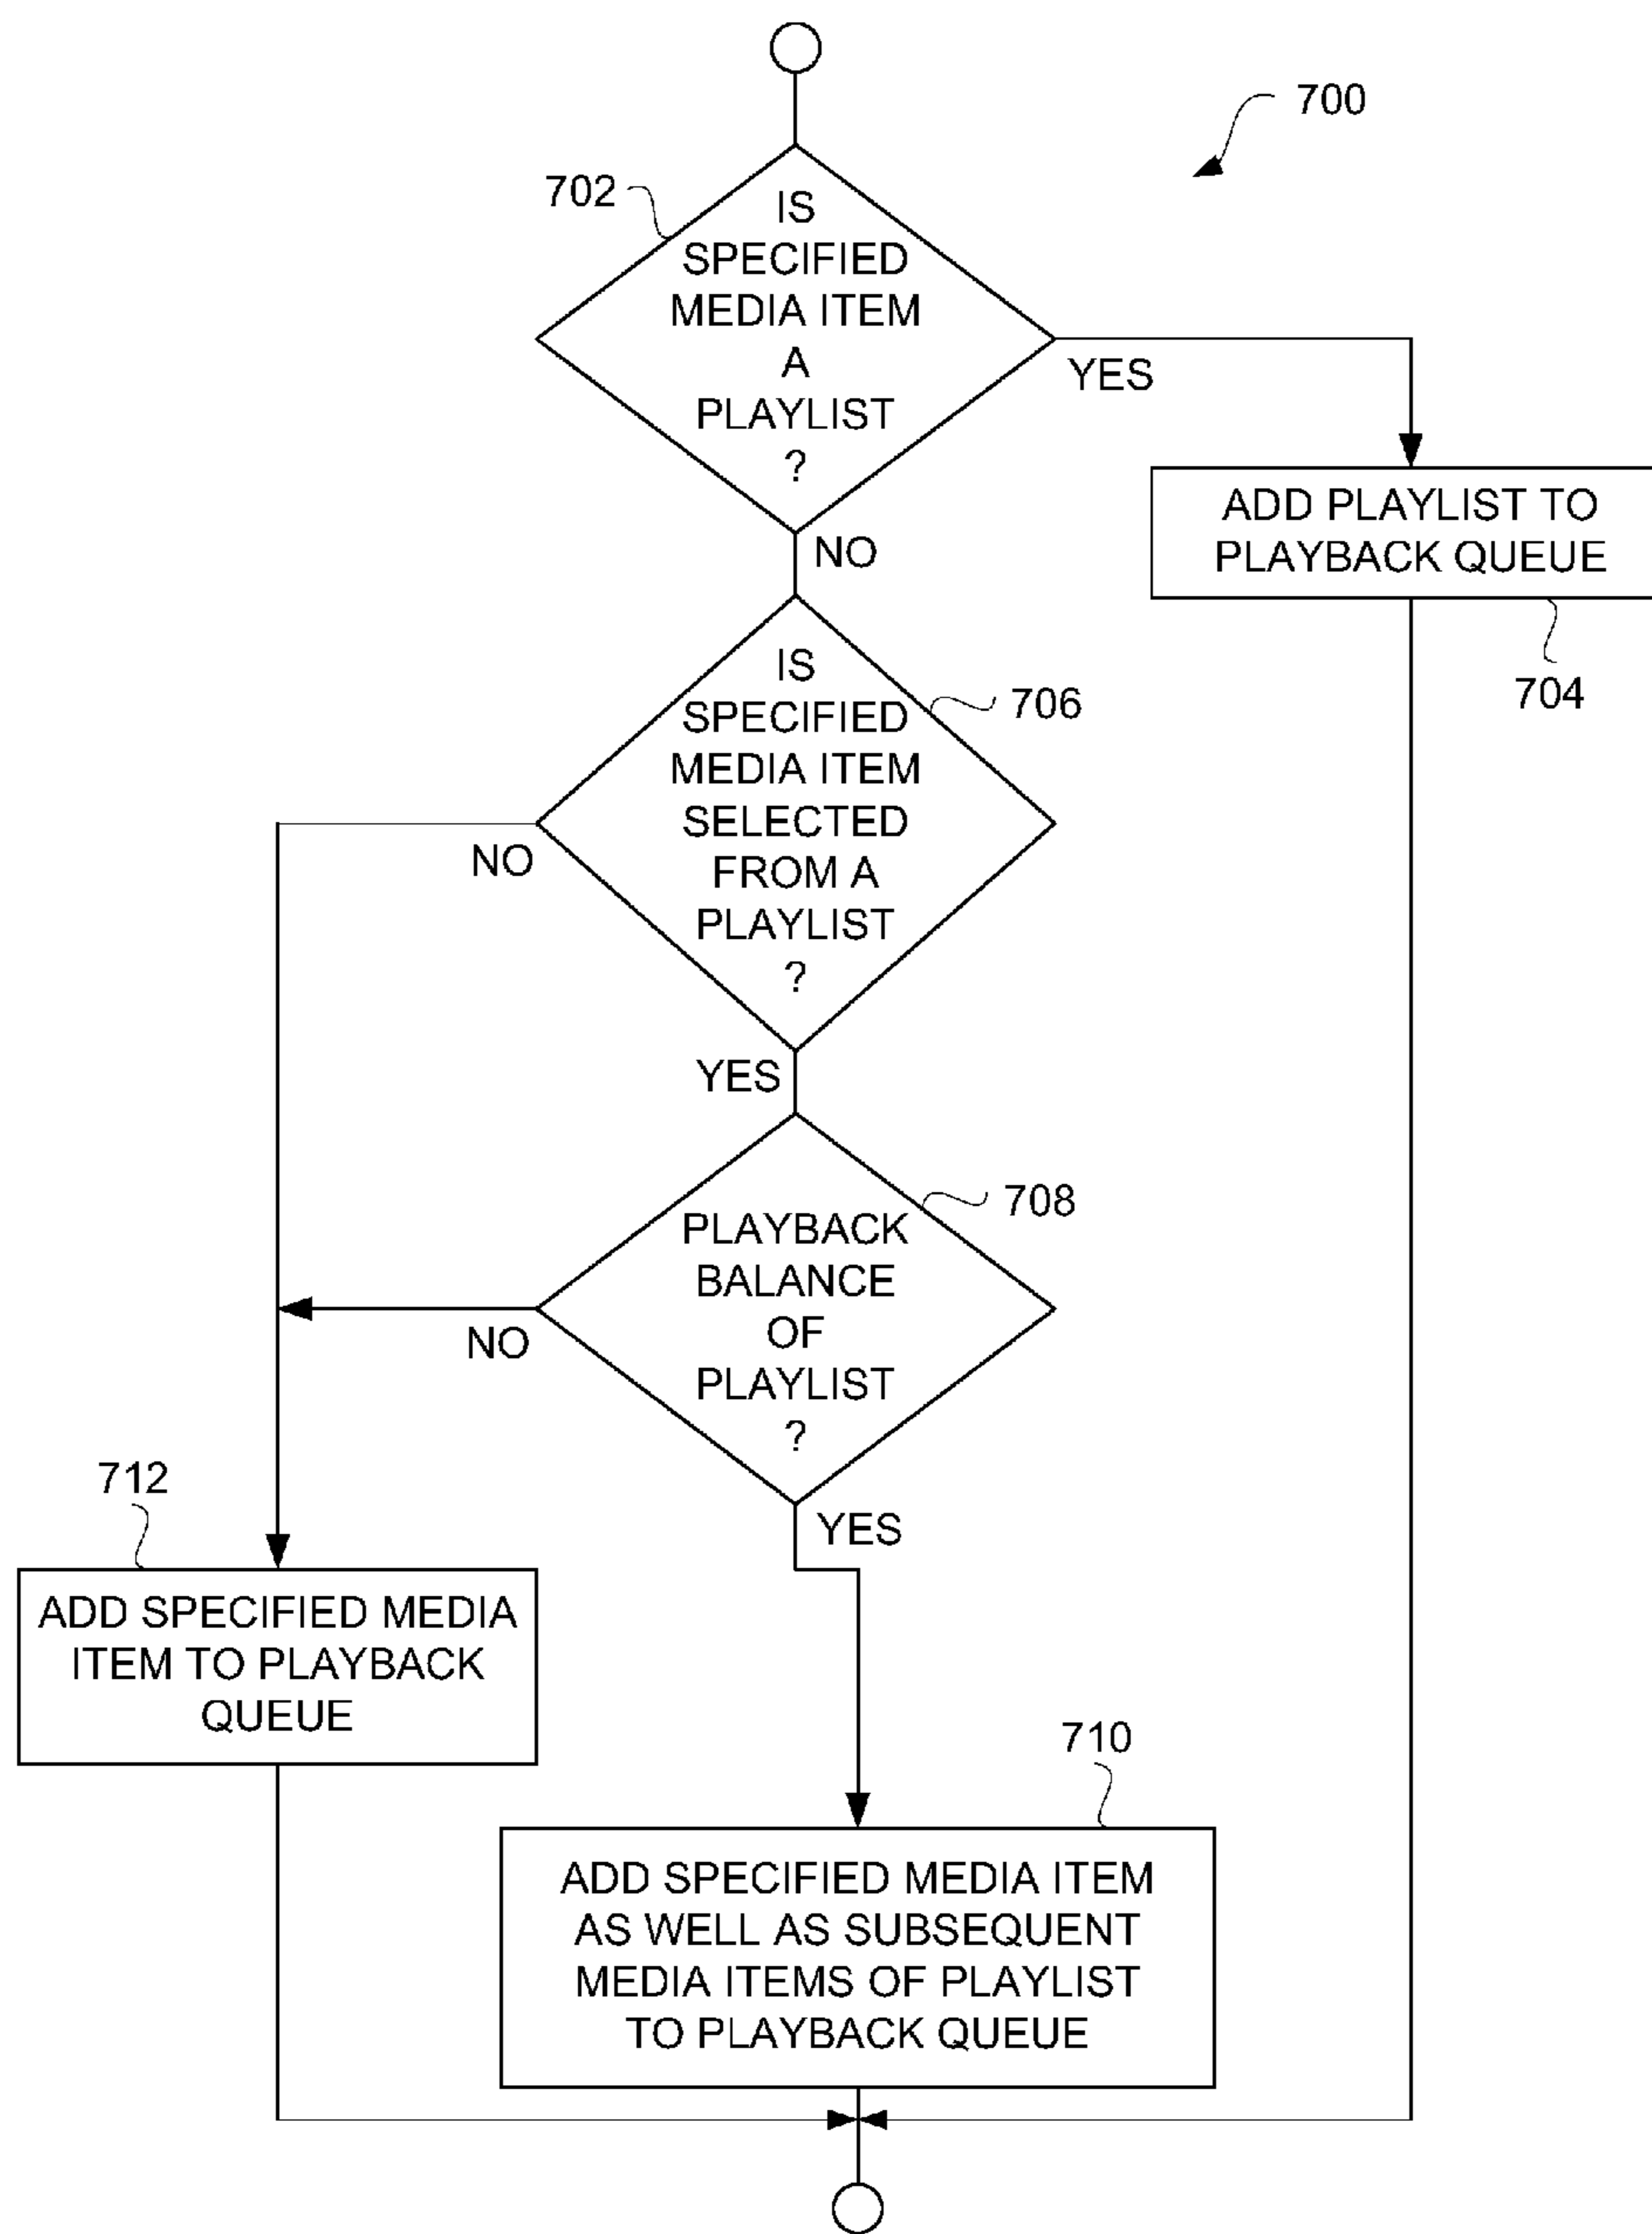 700
702
IS
SPECIFIED
MEDIA ITEM
A
PLAYLIST
?
YES
NO
ADD PLAYLIST TO
PLAYBACK QUEUE
704
IS
SPECIFIED
MEDIA ITEM
SELECTED
FROM A
PLAYLIST
?
706
NO
YES
708
PLAYBACK
BALANCE
OF
PLAYLIST
?
NO
YES
712
ADD SPECIFIED MEDIA
ITEM TO PLAYBACK
QUEUE
710
ADD SPECIFIED MEDIA ITEM
AS WELL AS SUBSEQUENT
MEDIA ITEMS OF PLAYLIST
TO PLAYBACK QUEUE